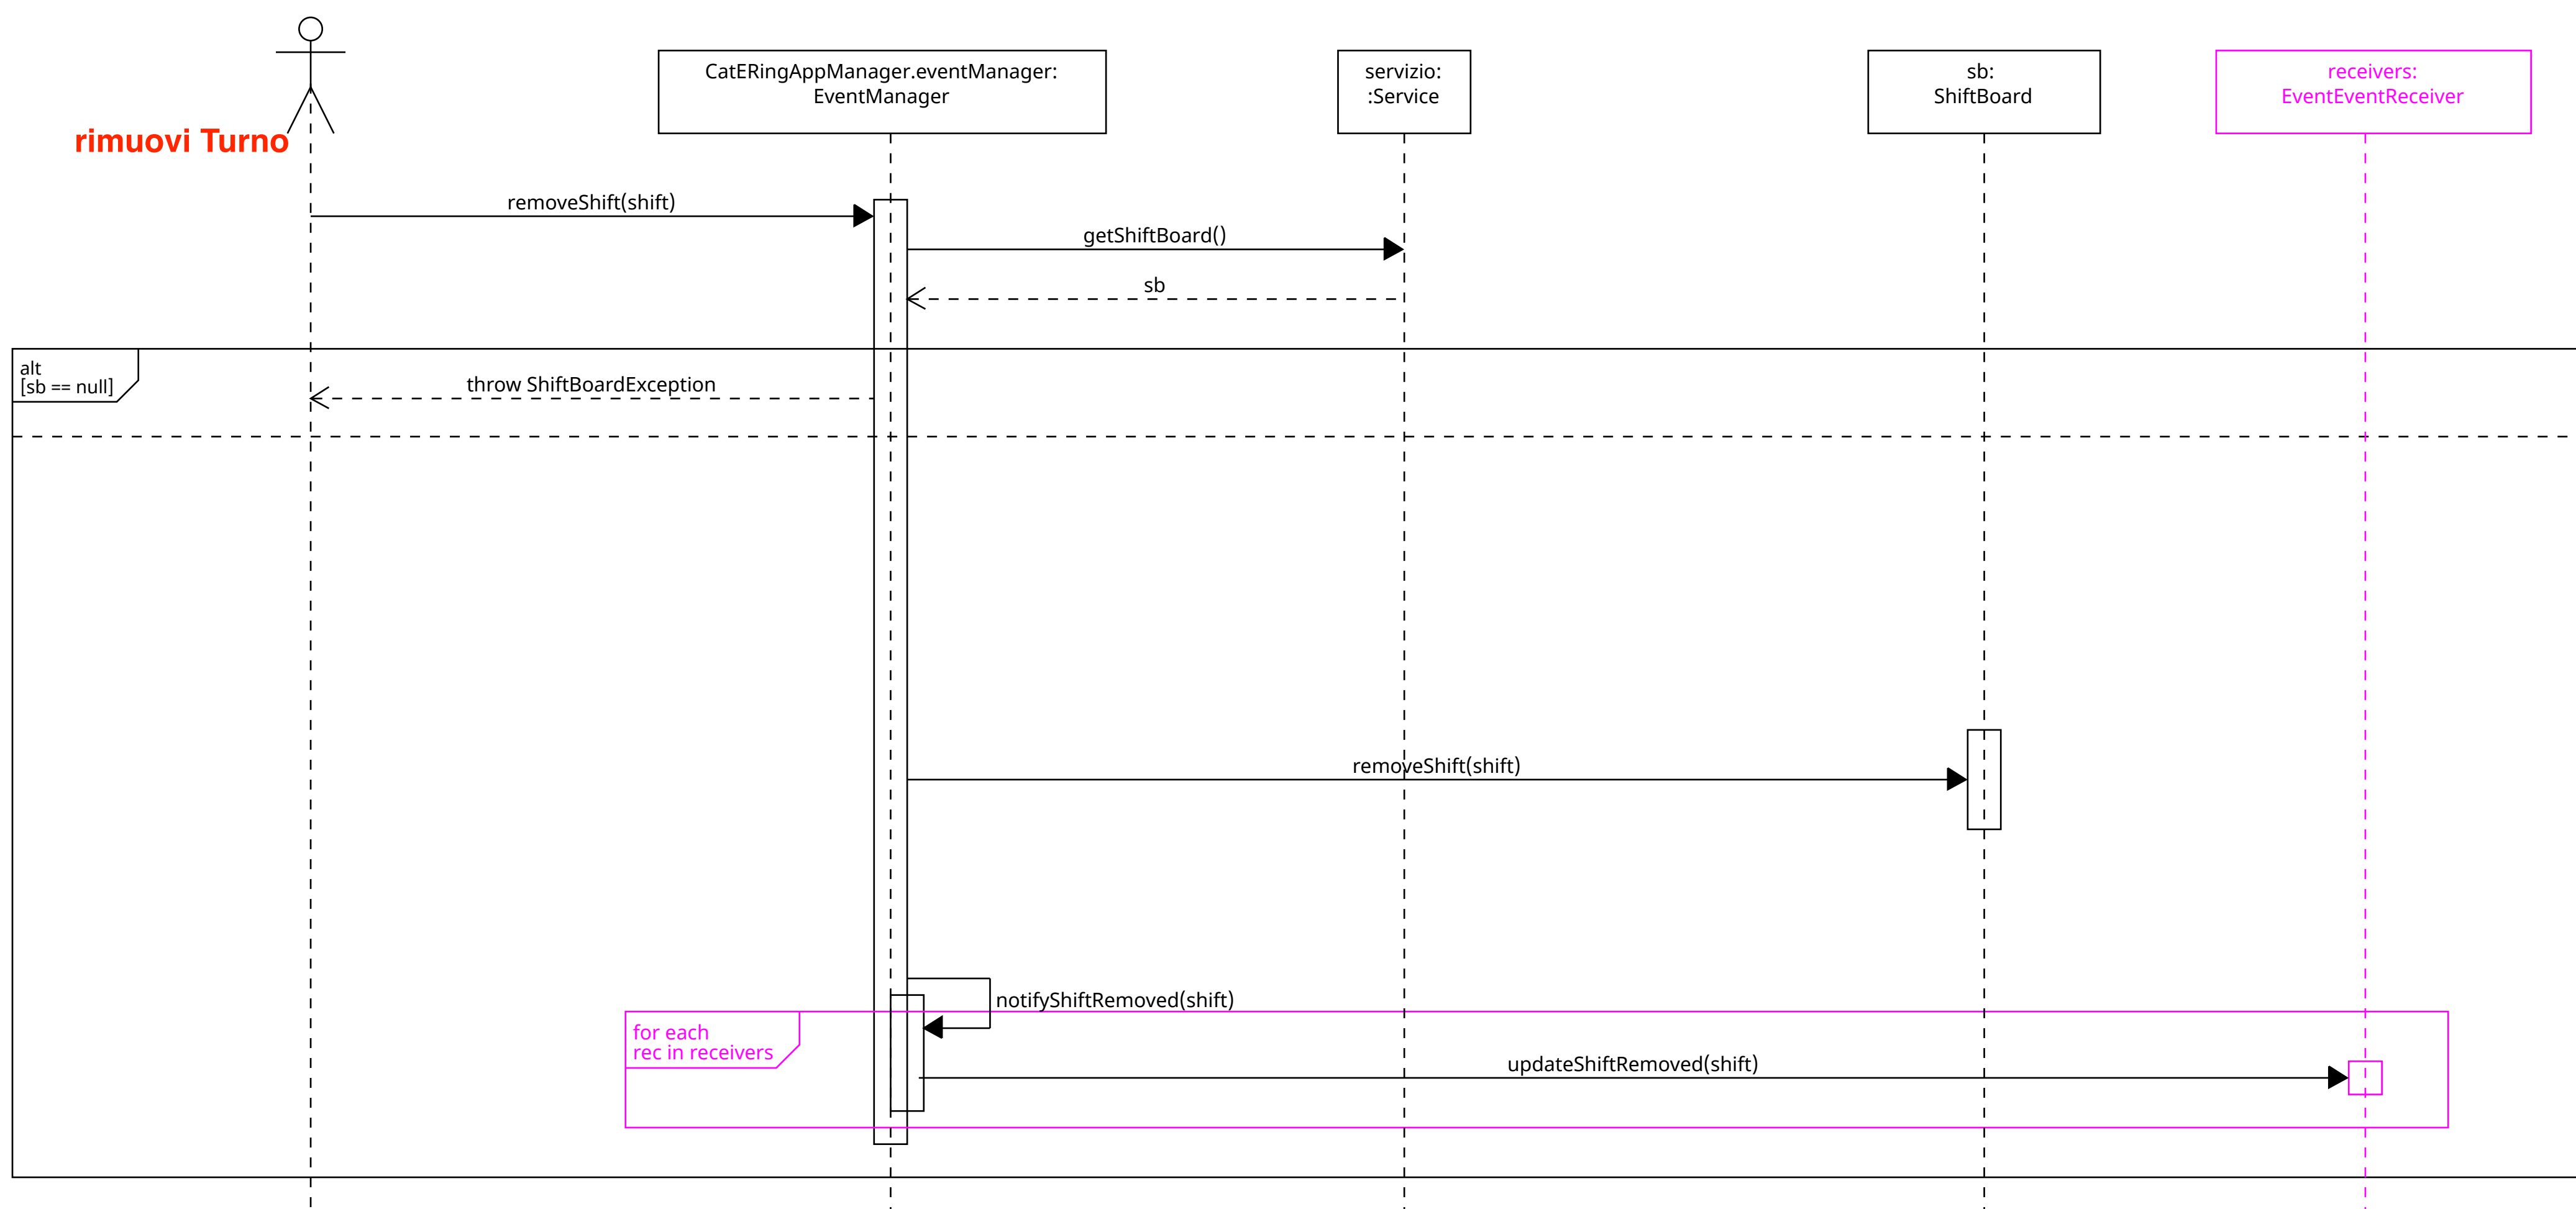 rimuovi Turno
CatERingAppManager.eventManager:
EventManager
servizio:
:Service
sb:
ShiftBoard
receivers:
EventEventReceiver
removeShift(shift)
getShiftBoard()
sb
alt
[sb == null]
throw ShiftBoardException
removeShift(shift)
notifyShiftRemoved(shift)
for each
rec in receivers
updateShiftRemoved(shift)